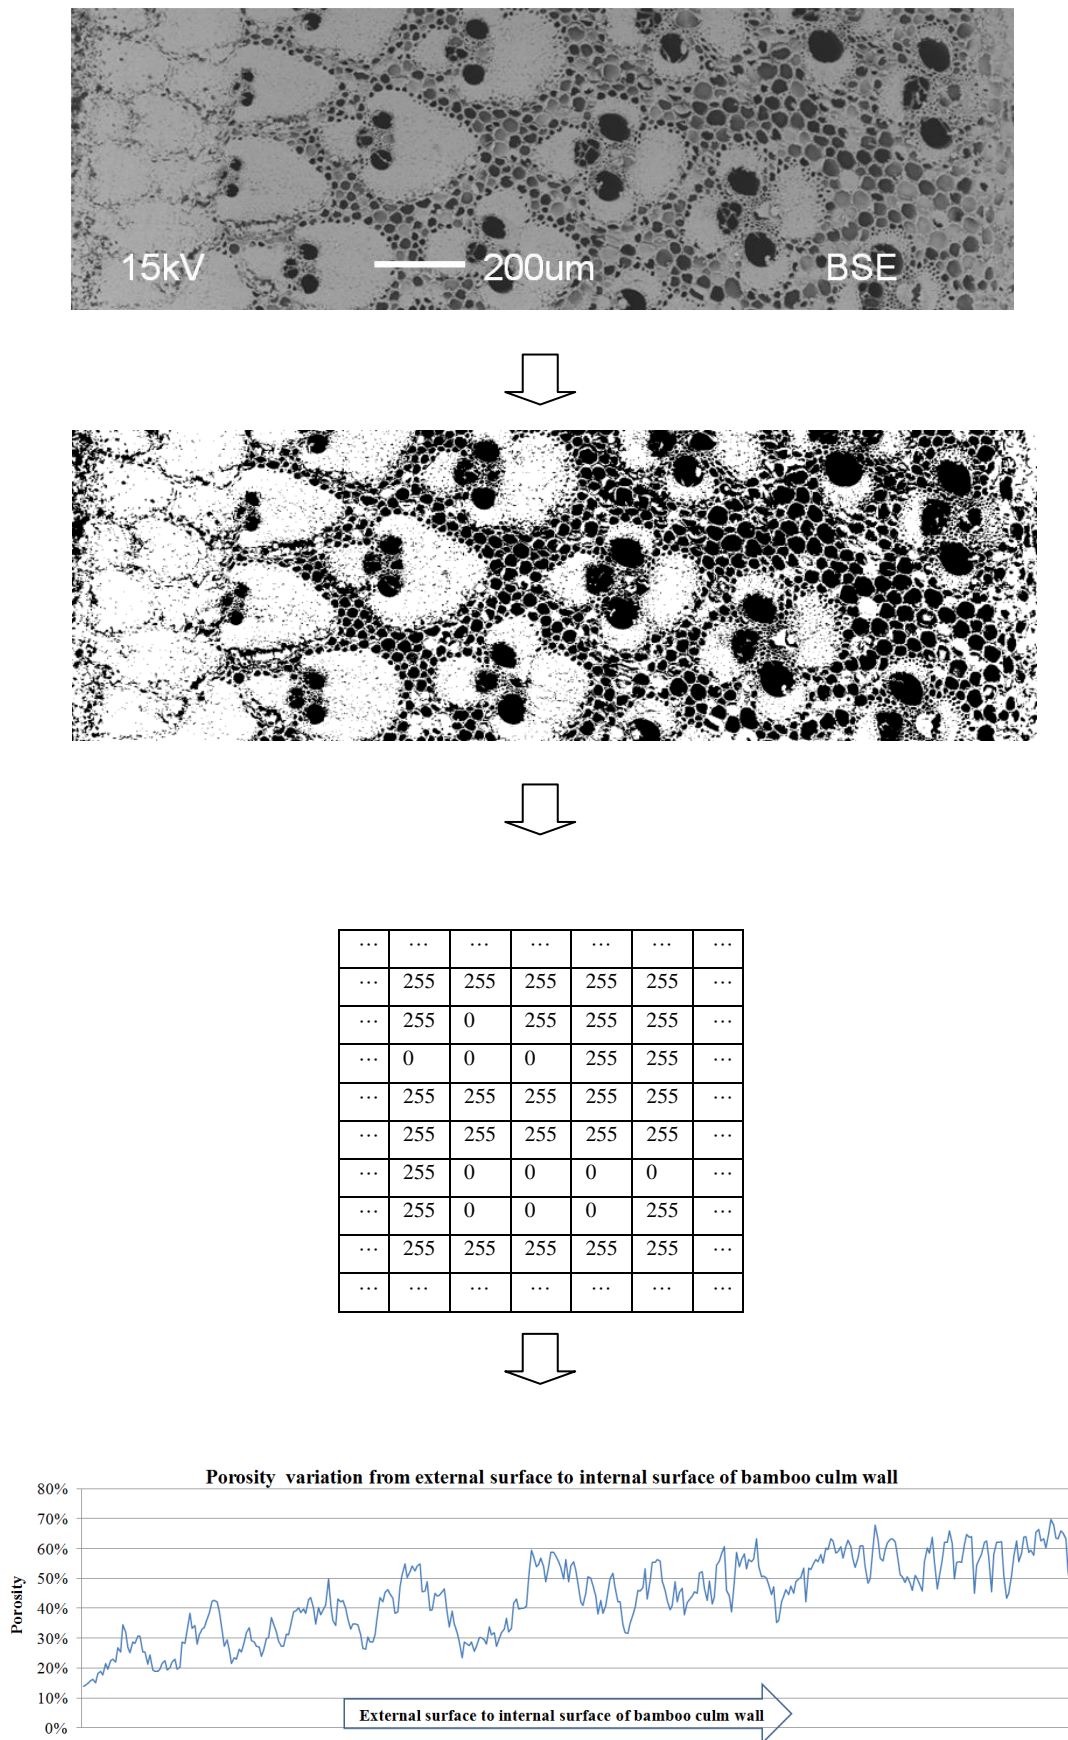 15kV 200um BSE
… … … … … … …
… 255 255 255 255 255 …
… 255 0 255 255 255 …
… 0 0 0 255 255 …
… 255 255 255 255 255 …
… 255 255 255 255 255 …
… 255 0 0 0 0 …
… 255 0 0 0 255 …
… 255 255 255 255 255 …
… … … … … … …
Porosity variation from external surface to internal surface of bamboo culm wall
80%
70%
60%
50%
40%
30%
20%
10%
0%
Porosity
External surface to internal surface of bamboo culm wall